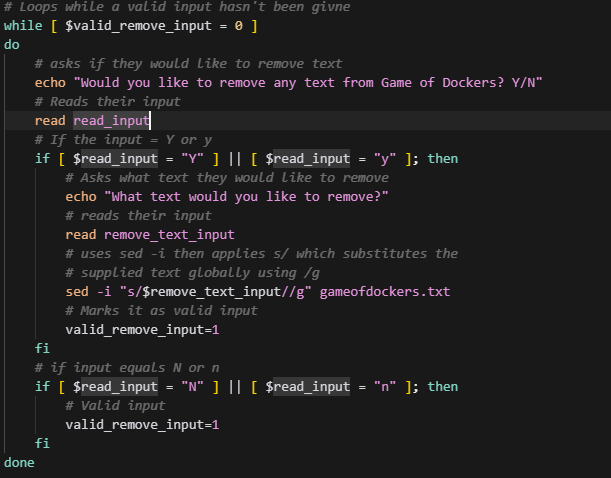 # Loops while a valid input hasn't been givne
while [ $valid_remove_input = 0 ]
do
    # asks if they would like to remove text
    echo "Would you like to remove any text from Game of Dockers? Y/N"
    # Reads their input
    read read_input
    # If the input = Y or y
    if [ $read_input = "Y" ] || [ $read_input = "y" ]; then
        # Asks what text they would like to remove
        echo "What text would you like to remove?"
        # reads their input
        read remove_text_input
        # uses sed -i then applies s/ which substitutes the
        # supplied text globally using /g
        sed -i "s/$remove_text_input//g" gameofdockers.txt
        # Marks it as valid input
        valid_remove_input=1
    fi
    # if input equals N or n
    if [ $read_input = "N" ] || [ $read_input = "n" ]; then
        # Valid input
        valid_remove_input=1
    fi
done